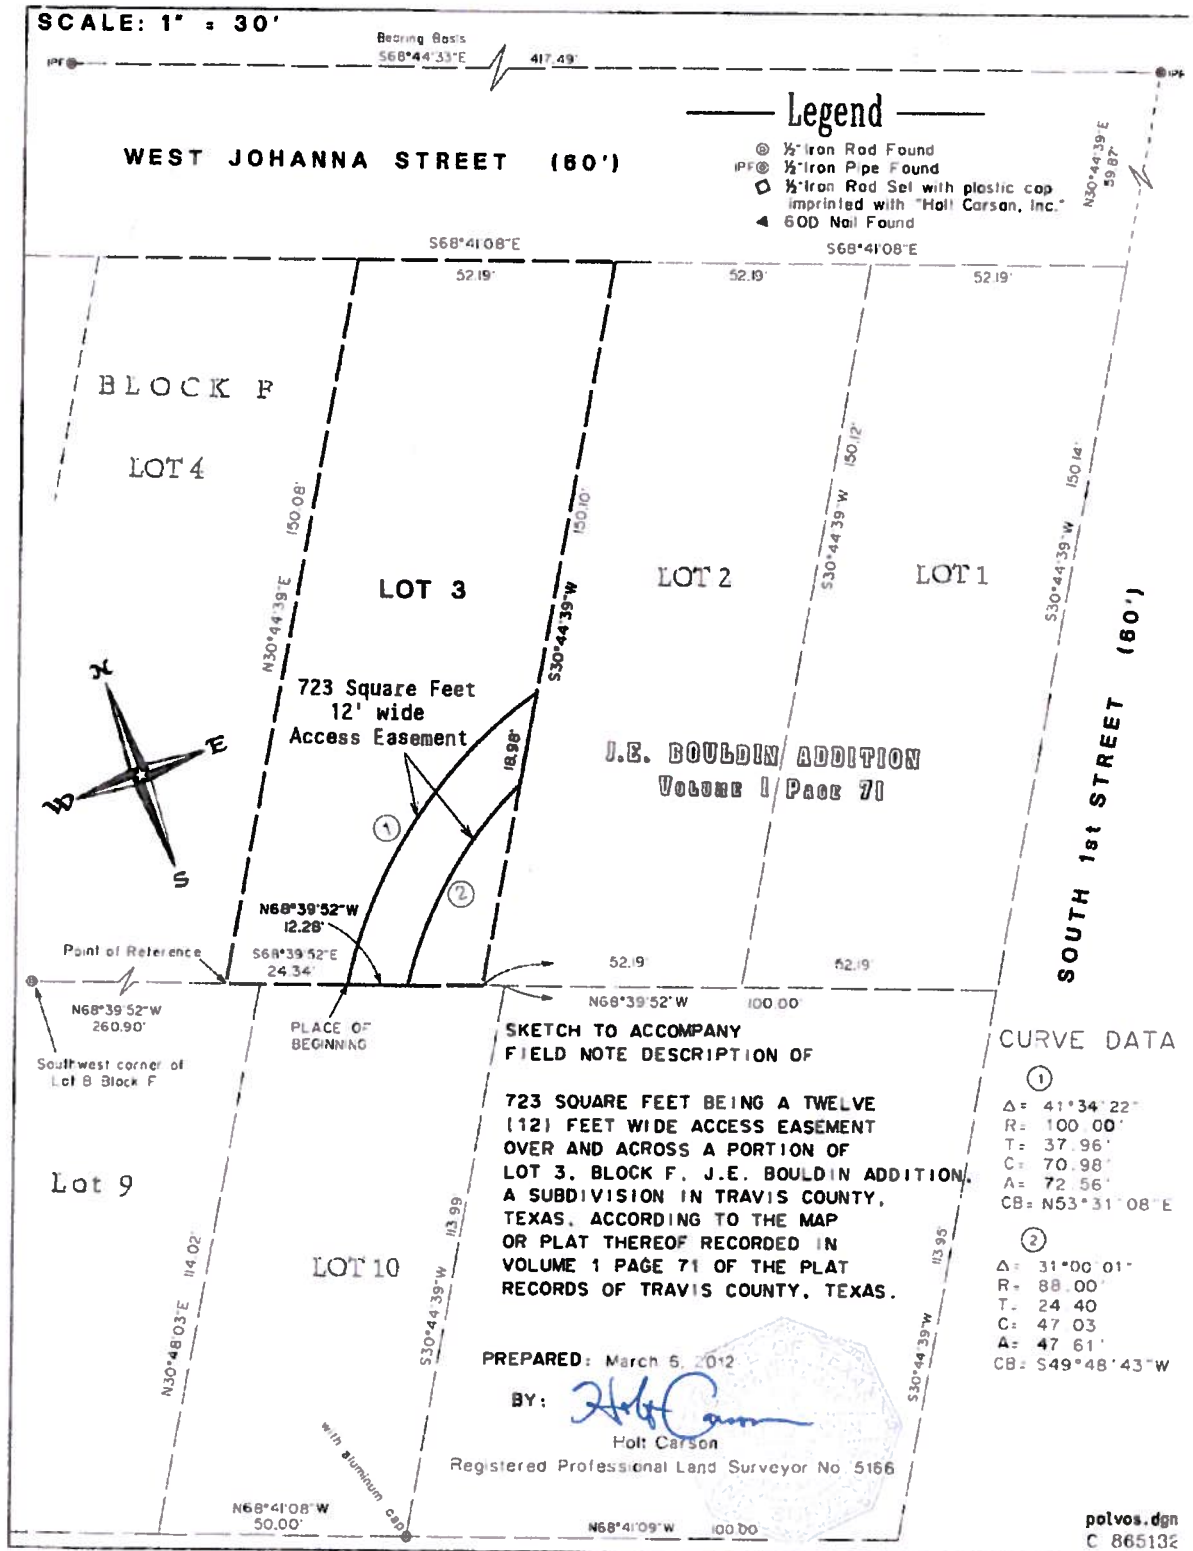 SCALE: 1" = 30'
Bearing Basis
S68°44'33"E
417.49'
IPF
IPF
Legend
½" Iron Rod Found
IPF ½" Iron Pipe Found
½" Iron Rod Set with plastic cap
imprinted with "Holt Carson, Inc."
60D Nail Found
WEST JOHANNA STREET (60')
N30°44'39"E
59.87'
S68°41'08"E
S68°41'08"E
52.19'
52.19'
52.19'
BLOCK F
LOT 4
150.08'
N30°44'39"E
LOT 3
150.10'
S30°44'39"W
LOT 2
150.12'
S30°44'39"W
LOT 1
150.14'
S30°44'39"W
SOUTH 1st STREET (60')
N
E
W
S
723 Square Feet
12' wide
Access Easement
18.98'
J.E. BOULDIN ADDITION
VOLUME 1 PAGE 71
1
2
N68°39'52"W
12.28'
Point of Reference
S68°39'52"E
24.34'
52.19'
52.19'
N68°39'52"W
260.90'
N68°39'52"W 100.00'
PLACE OF
BEGINNING
Southwest corner of
Lot 8 Block F
SKETCH TO ACCOMPANY
FIELD NOTE DESCRIPTION OF
723 SQUARE FEET BEING A TWELVE
(12) FEET WIDE ACCESS EASEMENT
OVER AND ACROSS A PORTION OF
LOT 3, BLOCK F, J.E. BOULDIN ADDITION,
A SUBDIVISION IN TRAVIS COUNTY,
TEXAS, ACCORDING TO THE MAP
OR PLAT THEREOF RECORDED IN
VOLUME 1 PAGE 71 OF THE PLAT
RECORDS OF TRAVIS COUNTY, TEXAS.
CURVE DATA
1
Δ= 41°34'22"
R= 100.00'
T= 37.96'
C= 70.98'
A= 72.56'
CB= N53°31'08"E
2
Δ= 31°00'01"
R= 88.00'
T= 24.40
C= 47.03
A= 47.61'
CB= S49°48'43"W
Lot 9
114.02'
N30°48'03"E
LOT 10
113.99
S30°44'39"W
113.95'
S30°44'39"W
PREPARED: March 6, 2012
BY: Holt Carson
Holt Carson
Registered Professional Land Surveyor No. 5166
with aluminum cap
N68°41'08"W
50.00'
N68°41'09"W 100.00'
polvos.dgn
C 865132